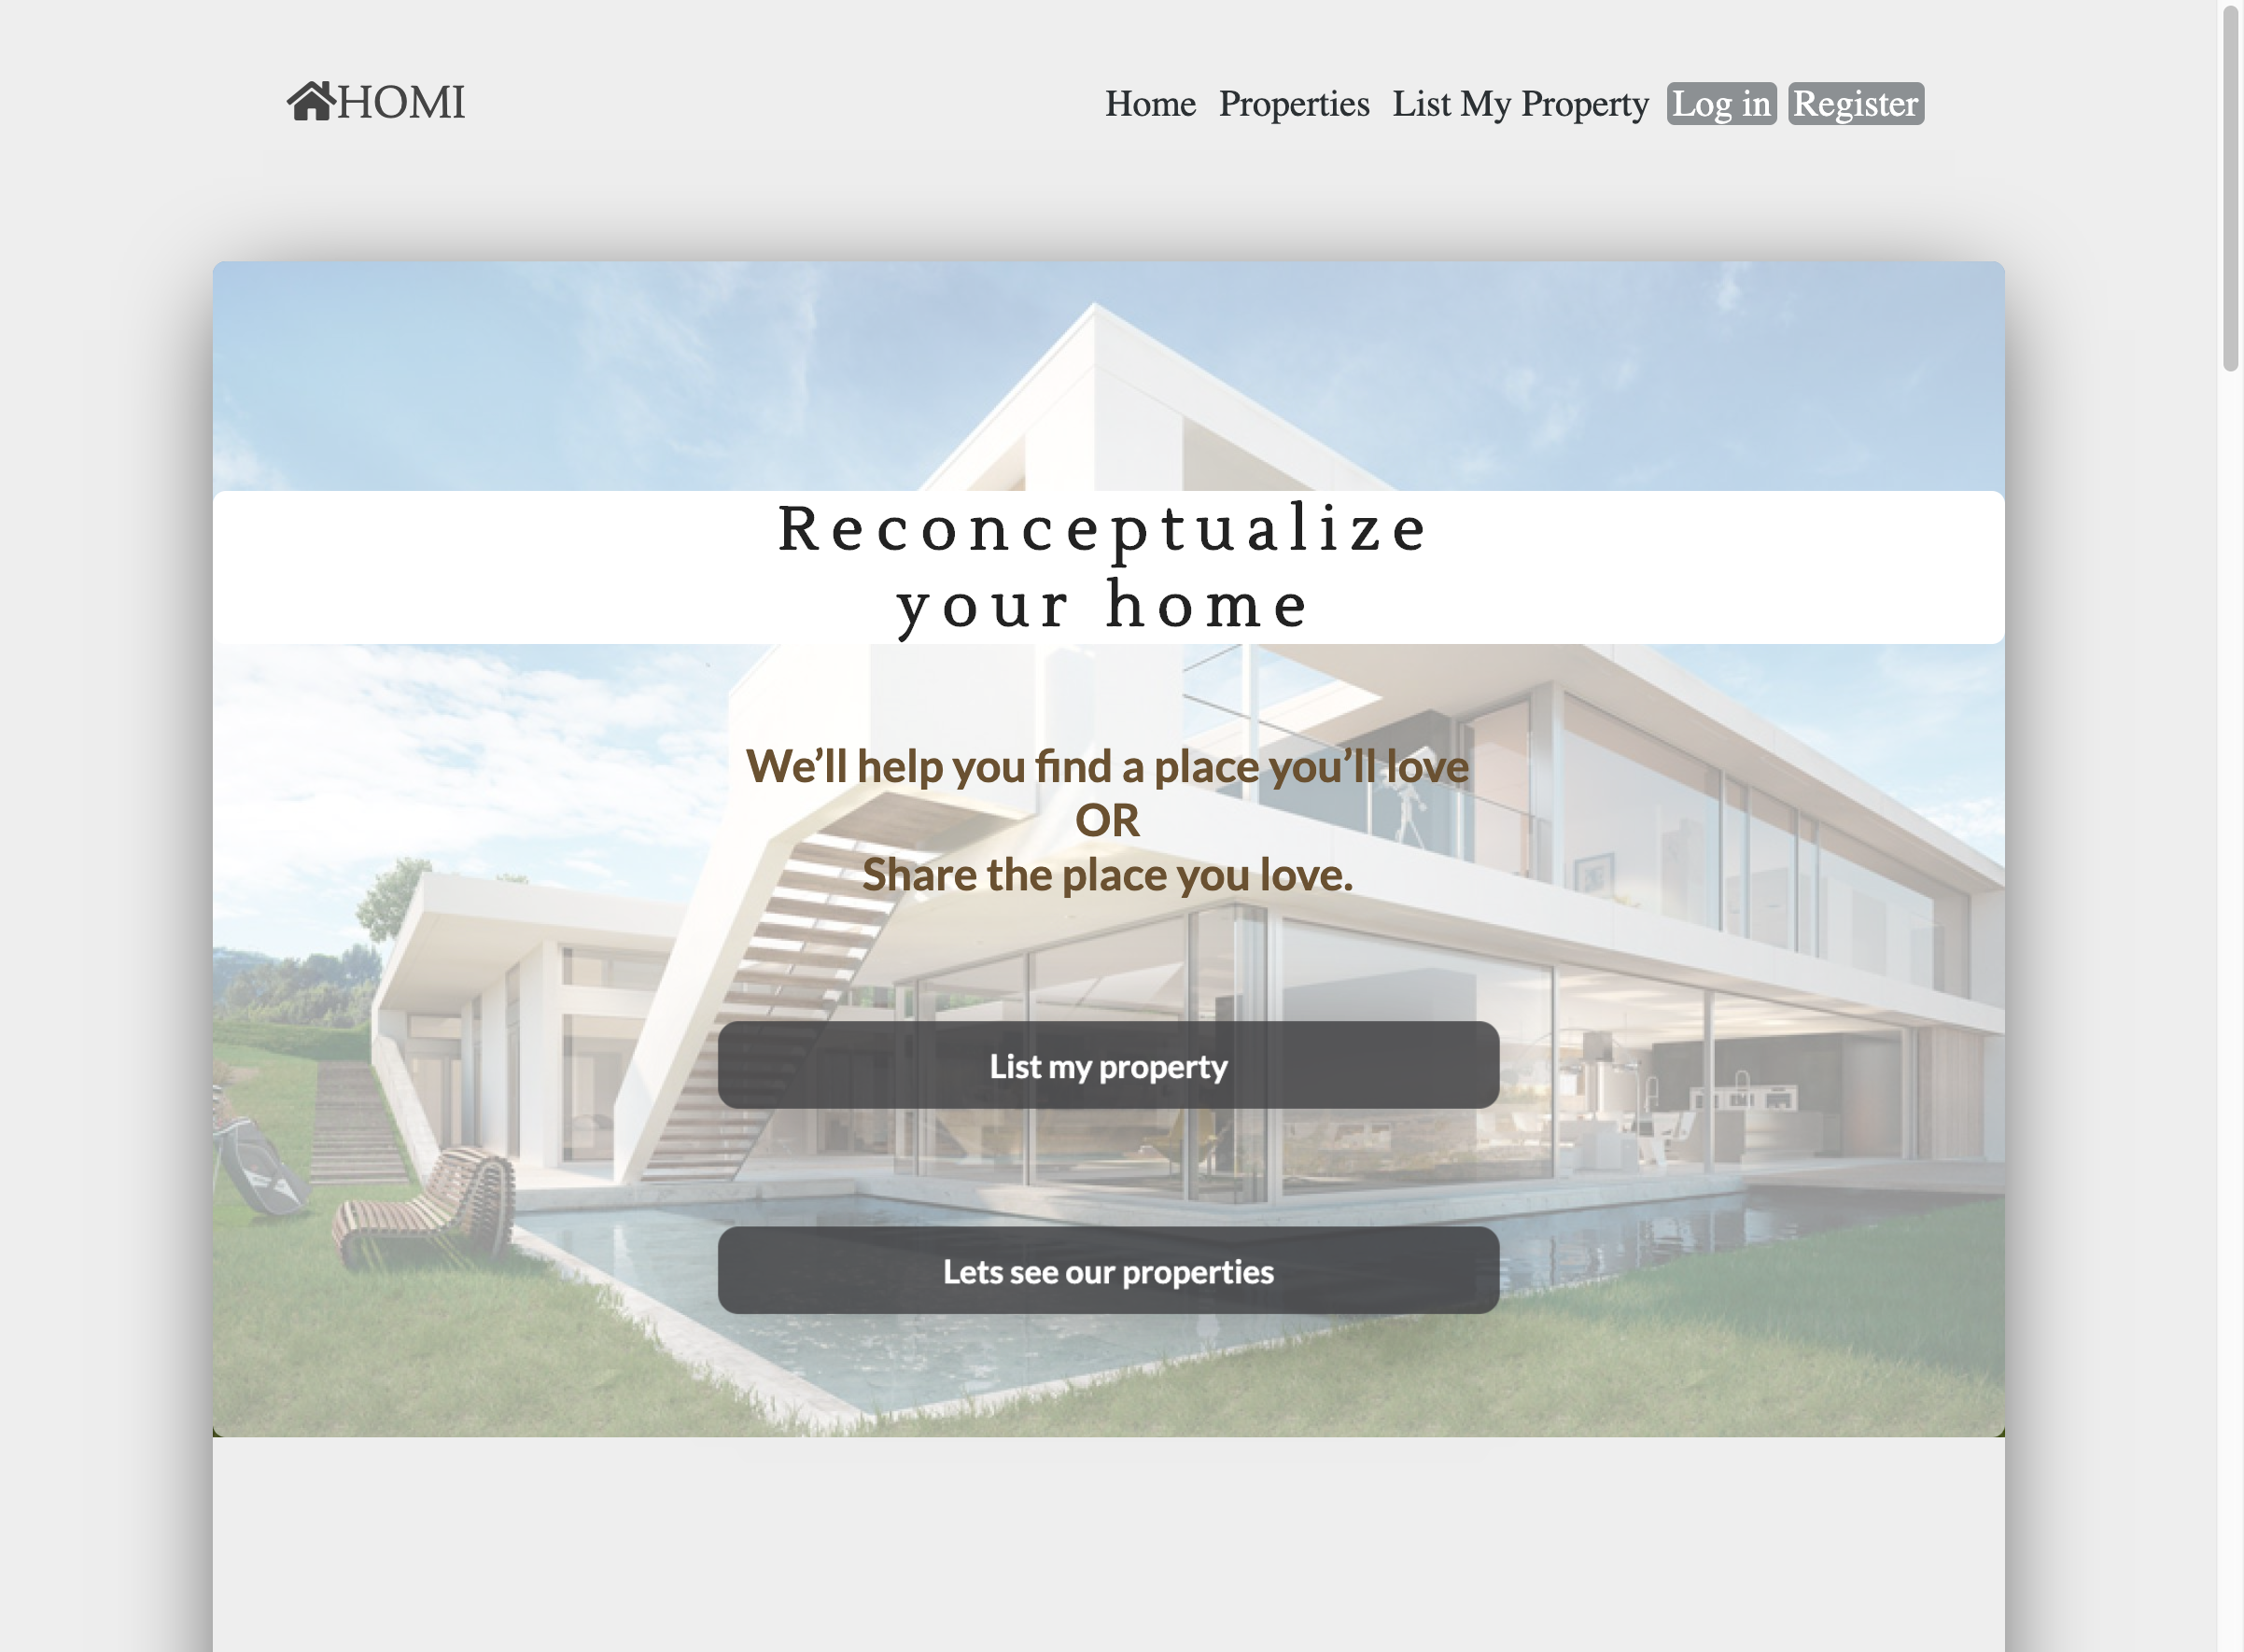 HOMI
Home Properties List My Property Log in Register
Reconceptualize
your home
We’ll help you find a place you’ll love
OR
Share the place you love.
List my property
Lets see our properties